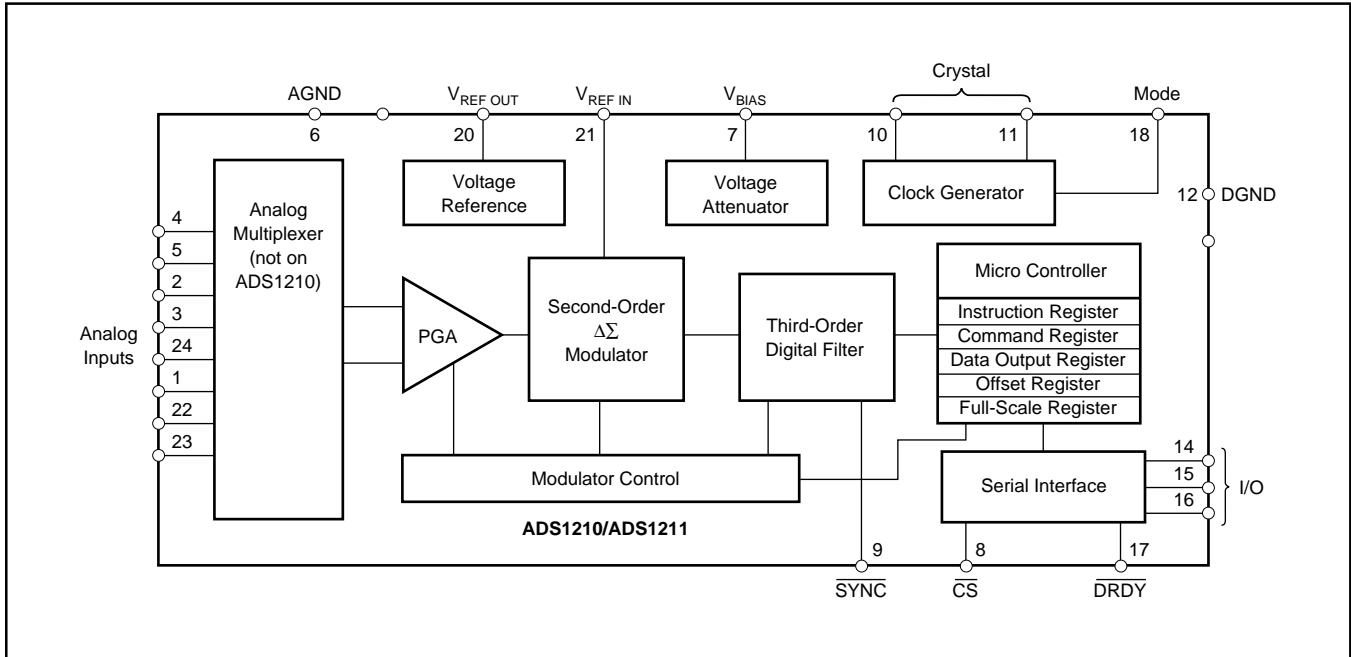 Crystal
AGND
V_REF OUT
V_REF IN
V_BIAS
Mode
6
20
21
7
10
11
18
Voltage
Reference
Voltage
Attenuator
Clock Generator
12
DGND
Analog
Multiplexer
(not on
ADS1210)
4
5
2
3
24
1
22
23
Analog
Inputs
PGA
Second-Order
ΔΣ
Modulator
Third-Order
Digital Filter
Micro Controller
Instruction Register
Command Register
Data Output Register
Offset Register
Full-Scale Register
Modulator Control
Serial Interface
14
15
16
I/O
ADS1210/ADS1211
9
8
17
S̅Y̅N̅C̅
C̅S̅
D̅R̅D̅Y̅